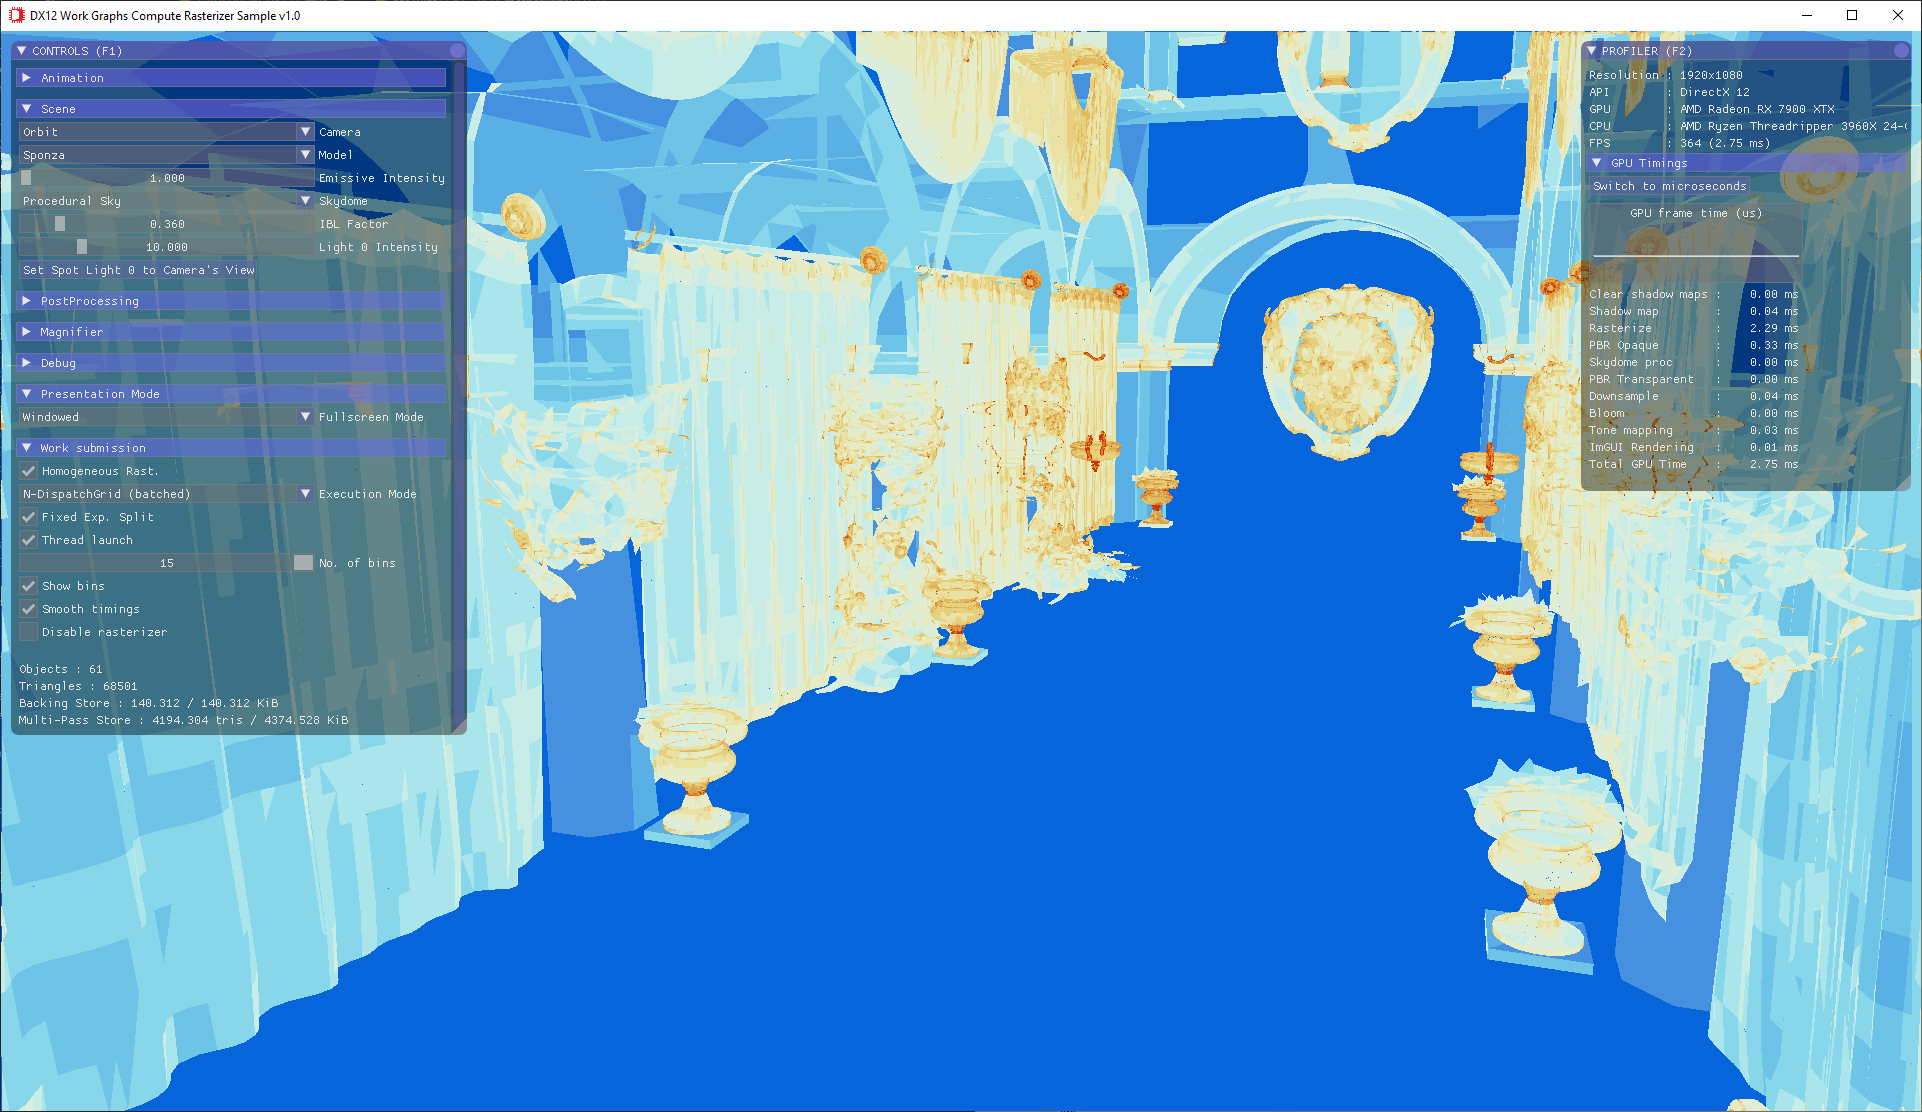 DX12 Work Graphs Compute Rasterizer Sample v1.0
CONTROLS (F1)
Animation
Scene
Orbit Camera
Sponza Model
1.000 Emissive Intensity
Procedural Sky Skydome
0.360 IBL Factor
10.000 Light 0 Intensity
Set Spot Light 0 to Camera's View
PostProcessing
Magnifier
Debug
Presentation Mode
Windowed Fullscreen Mode
Work submission
Homogeneous Rast.
N-DispatchGrid (batched) Execution Mode
Fixed Exp. Split
Thread launch
15 No. of bins
Show bins
Smooth timings
Disable rasterizer
Objects : 61
Triangles : 68501
Backing Store : 140.312 / 140.312 KiB
Multi-Pass Store : 4194.304 tris / 4374.528 KiB
PROFILER (F2)
Resolution : 1920x1080
API : DirectX 12
GPU : AMD Radeon RX 7900 XTX
CPU : AMD Ryzen Threadripper 3960X 24-
FPS : 364 (2.75 ms)
GPU Timings
Switch to microseconds
GPU frame time (us)
Clear shadow maps : 0.00 ms
Shadow map : 0.04 ms
Rasterize : 2.29 ms
PBR Opaque : 0.33 ms
Skydome proc : 0.00 ms
PBR Transparent : 0.00 ms
Downsample : 0.04 ms
Bloom : 0.00 ms
Tone mapping : 0.03 ms
ImGUI Rendering : 0.01 ms
Total GPU Time : 2.75 ms